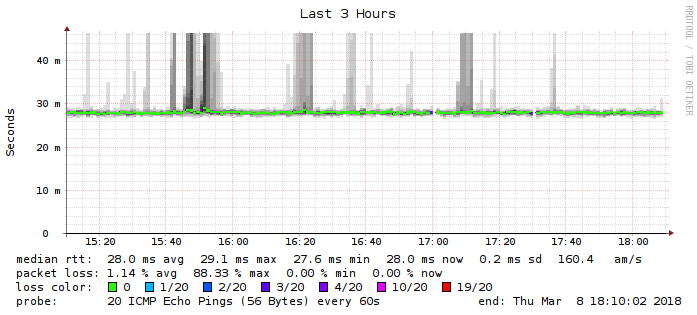 Last 3 Hours
RRDTOOL / TOBI OETIKER
Seconds
40 m
30 m
20 m
10 m
0
15:20 15:40 16:00 16:20 16:40 17:00 17:20 17:40 18:00
median rtt: 28.0 ms avg 29.1 ms max 27.6 ms min 28.0 ms now 0.2 ms sd 160.4 am/s
packet loss: 1.14 % avg 88.33 % max 0.00 % min 0.00 % now
loss color: 0 1/20 2/20 3/20 4/20 10/20 19/20
probe: 20 ICMP Echo Pings (56 Bytes) every 60s end: Thu Mar 8 18:10:02 2018